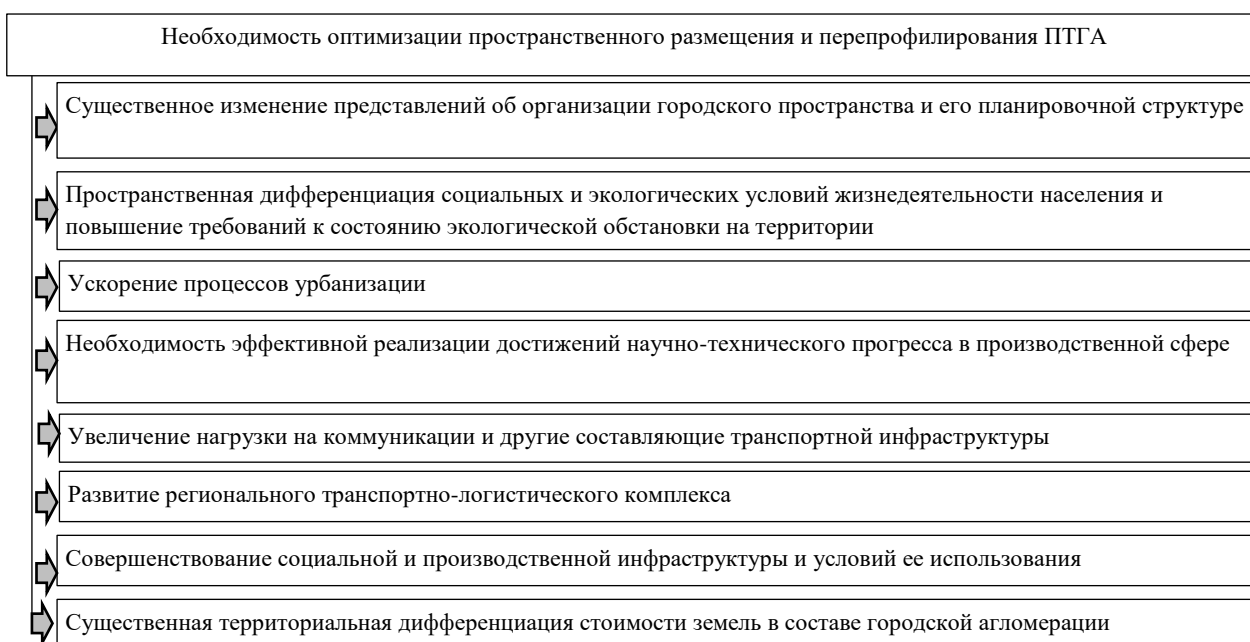 Необходимость оптимизации пространственного размещения и перепрофилирования ПТГА
Существенное изменение представлений об организации городского пространства и его планировочной структуре
Пространственная дифференциация социальных и экологических условий жизнедеятельности населения и
повышение требований к состоянию экологической обстановки на территории
Ускорение процессов урбанизации
Необходимость эффективной реализации достижений научно-технического прогресса в производственной сфере
Увеличение нагрузки на коммуникации и другие составляющие транспортной инфраструктуры
Развитие регионального транспортно-логистического комплекса
Совершенствование социальной и производственной инфраструктуры и условий ее использования
Существенная территориальная дифференциация стоимости земель в составе городской агломерации